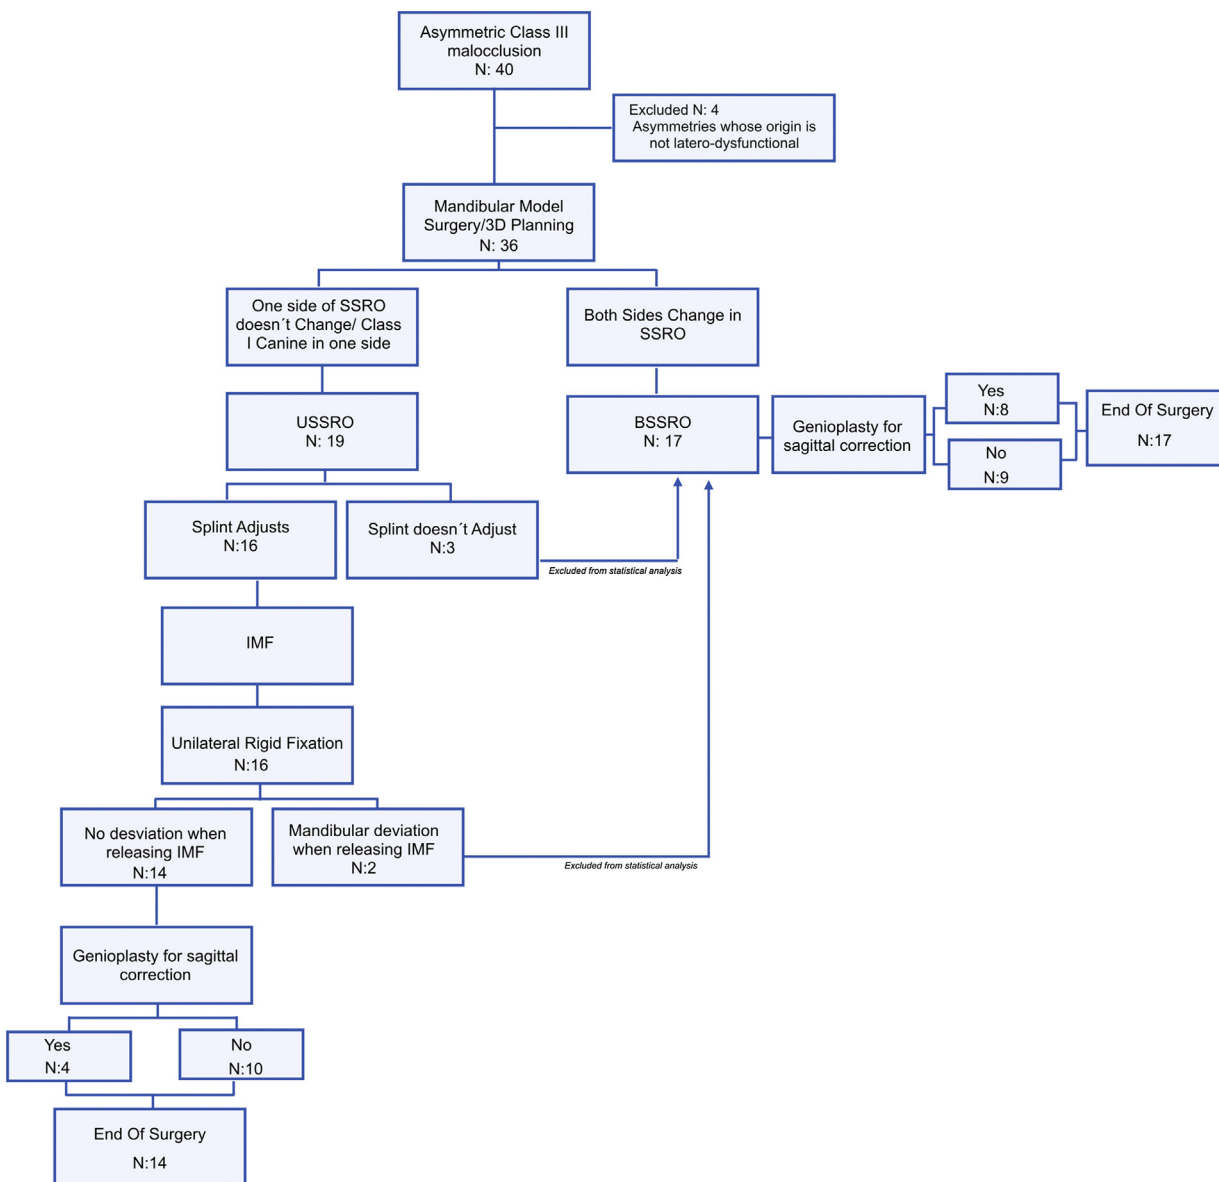 Asymmetric Class III
malocclusion
N: 40
Excluded N: 4
Asymmetries whose origin is
not latero-dysfunctional
Mandibular Model
Surgery/3D Planning
N: 36
One side of SSRO
doesn´t Change/ Class
I Canine in one side
Both Sides Change in
SSRO
USSRO
N: 19
BSSRO
N: 17
Genioplasty for
sagittal correction
Yes
N:8
No
N:9
End Of Surgery
N:17
Splint Adjusts
N:16
Splint doesn´t Adjust
N:3
Excluded from statistical analysis
IMF
Unilateral Rigid Fixation
N:16
No desviation when
releasing IMF
N:14
Mandibular deviation
when releasing IMF
N:2
Excluded from statistical analysis
Genioplasty for sagittal
correction
Yes
N:4
No
N:10
End Of Surgery
N:14